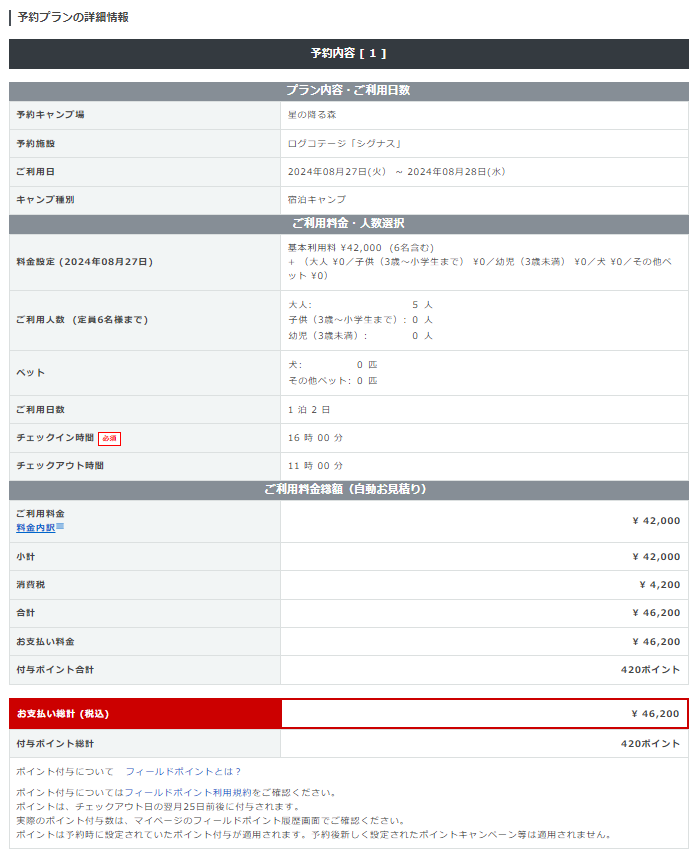 予約プランの詳細情報
予約内容 [ 1 ]
プラン内容・ご利用日数
予約キャンプ場 星の降る森
予約施設 ログコテージ「シグナス」
ご利用日 2024年08月27日(火) ～ 2024年08月28日(水)
キャンプ種別 宿泊キャンプ
ご利用料金・人数選択
料金設定 (2024年08月27日) 基本利用料 ¥42,000 (6名含む)
+ （大人 ¥0／子供（3歳～小学生まで） ¥0／幼児（3歳未満） ¥0／犬 ¥0／その他ペ
ット ¥0）
ご利用人数 (定員6名様まで) 大人: 5 人
子供（3歳～小学生まで）: 0 人
幼児（3歳未満）: 0 人
ペット 犬: 0 匹
その他ペット: 0 匹
ご利用日数 1 泊 2 日
チェックイン時間 必須 16 時 00 分
チェックアウト時間 11 時 00 分
ご利用料金総額（自動お見積り）
ご利用料金
料金内訳 ¥ 42,000
小計 ¥ 42,000
消費税 ¥ 4,200
合計 ¥ 46,200
お支払い料金 ¥ 46,200
付与ポイント合計 420ポイント
お支払い総計 (税込) ¥ 46,200
付与ポイント総計 420ポイント
ポイント付与について フィールドポイントとは？
ポイント付与についてはフィールドポイント利用規約をご確認ください。
ポイントは、チェックアウト日の翌月25日前後に付与されます。
実際のポイント付与数は、マイページのフィールドポイント履歴画面でご確認ください。
ポイントは予約時に設定されていたポイント付与が適用されます。予約後新しく設定されたポイントキャンペーン等は適用されません。